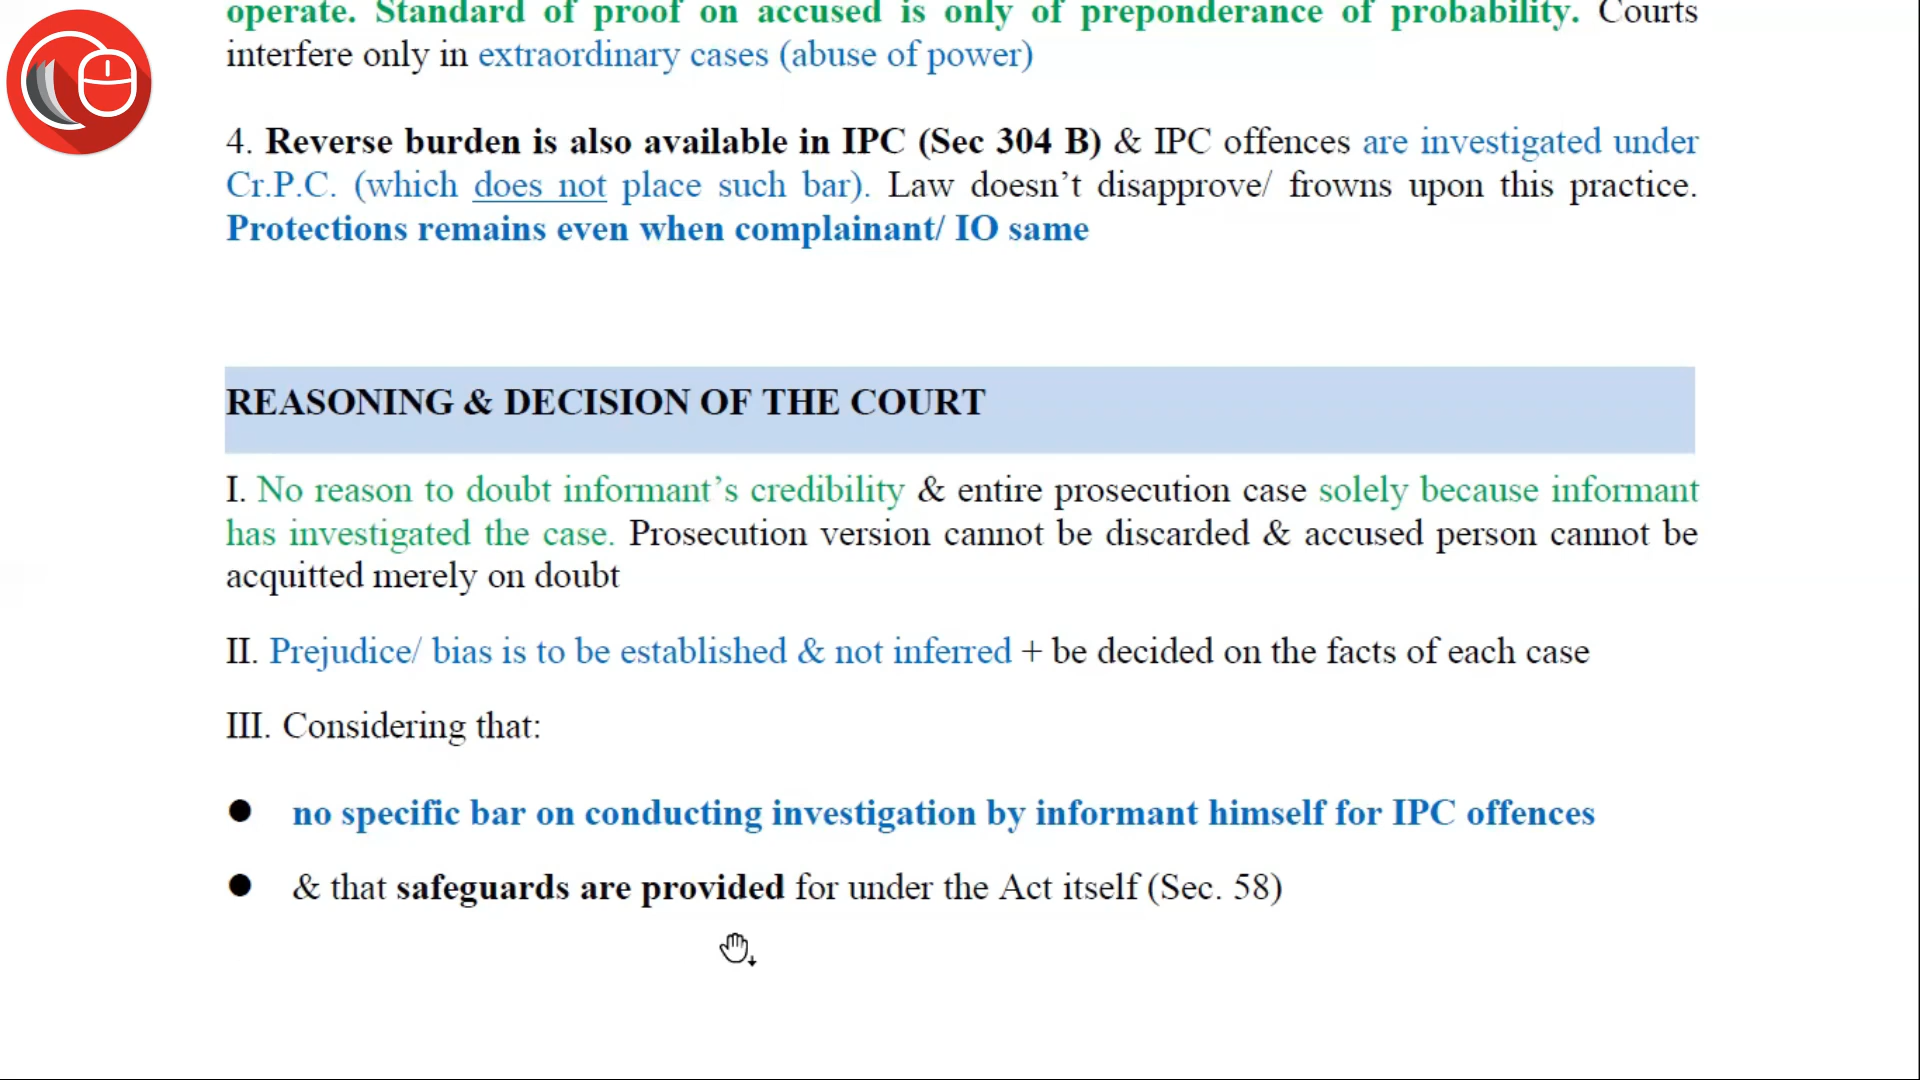 operate. Standard of proof on accused is only of preponderance of probability. Courts
interfere only in extraordinary cases (abuse of power)
4. Reverse burden is also available in IPC (Sec 304 B) & IPC offences are investigated under
Cr.P.C. (which does not place such bar). Law doesn’t disapprove/ frowns upon this practice.
Protections remains even when complainant/ IO same
REASONING & DECISION OF THE COURT
I. No reason to doubt informant’s credibility & entire prosecution case solely because informant
has investigated the case. Prosecution version cannot be discarded & accused person cannot be
acquitted merely on doubt
II. Prejudice/ bias is to be established & not inferred + be decided on the facts of each case
III. Considering that:
● no specific bar on conducting investigation by informant himself for IPC offences
● & that safeguards are provided for under the Act itself (Sec. 58)